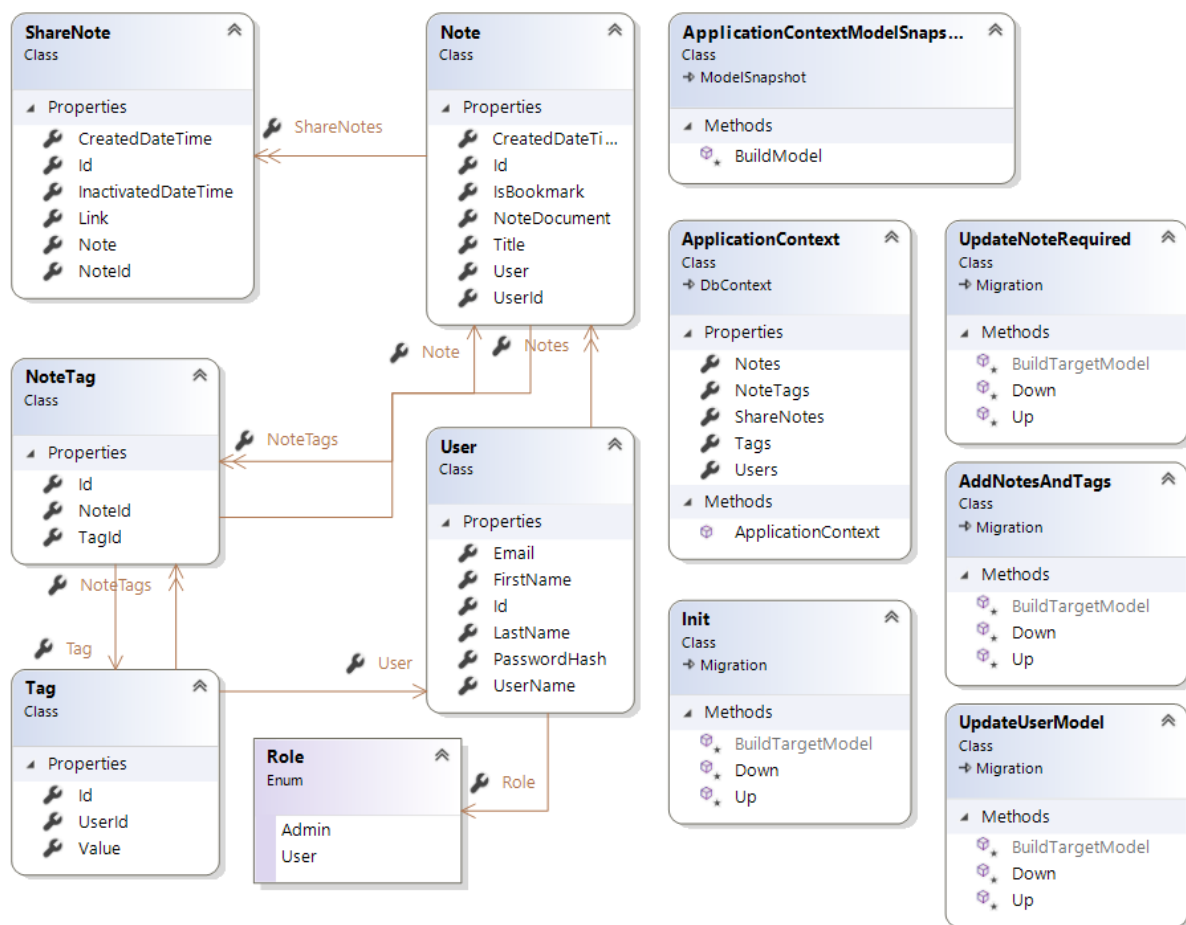 ShareNote
Class
Properties
CreatedDateTime
Id
InactivatedDateTime
Link
Note
NoteId
ShareNotes
Note
Class
Properties
CreatedDateTi...
Id
IsBookmark
NoteDocument
Title
User
UserId
ApplicationContextModelSnaps...
Class
ModelSnapshot
Methods
BuildModel
ApplicationContext
Class
DbContext
Properties
Notes
NoteTags
ShareNotes
Tags
Users
Methods
ApplicationContext
UpdateNoteRequired
Class
Migration
Methods
BuildTargetModel
Down
Up
Note
Notes
NoteTag
Class
Properties
Id
NoteId
TagId
NoteTags
User
Class
Properties
Email
FirstName
Id
LastName
PasswordHash
UserName
AddNotesAndTags
Class
Migration
Methods
BuildTargetModel
Down
Up
NoteTags
Tag
User
Init
Class
Migration
Methods
BuildTargetModel
Down
Up
Tag
Class
Properties
Id
UserId
Value
Role
Enum
Admin
User
Role
UpdateUserModel
Class
Migration
Methods
BuildTargetModel
Down
Up